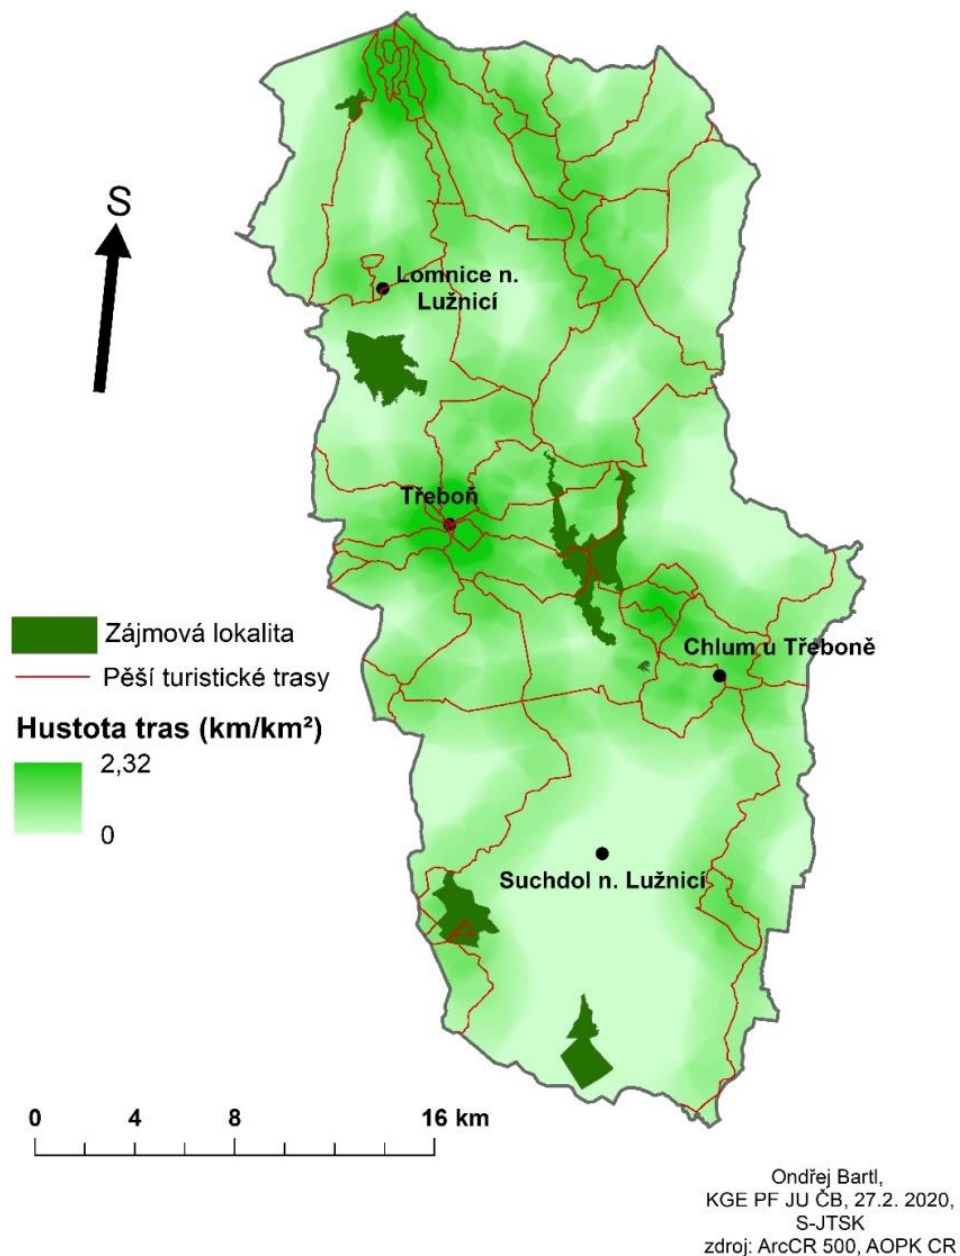 S
Lomnice n.
Lužnicí
Třeboň
Zájmová lokalita
Pěší turistické trasy
Chlum u Třeboně
Hustota tras (km/km²)
2,32
0
Suchdol n. Lužnicí
0 4 8 16 km
Ondřej Bartl,
KGE PF JU ČB, 27.2. 2020,
S-JTSK
zdroj: ArcCR 500, AOPK CR